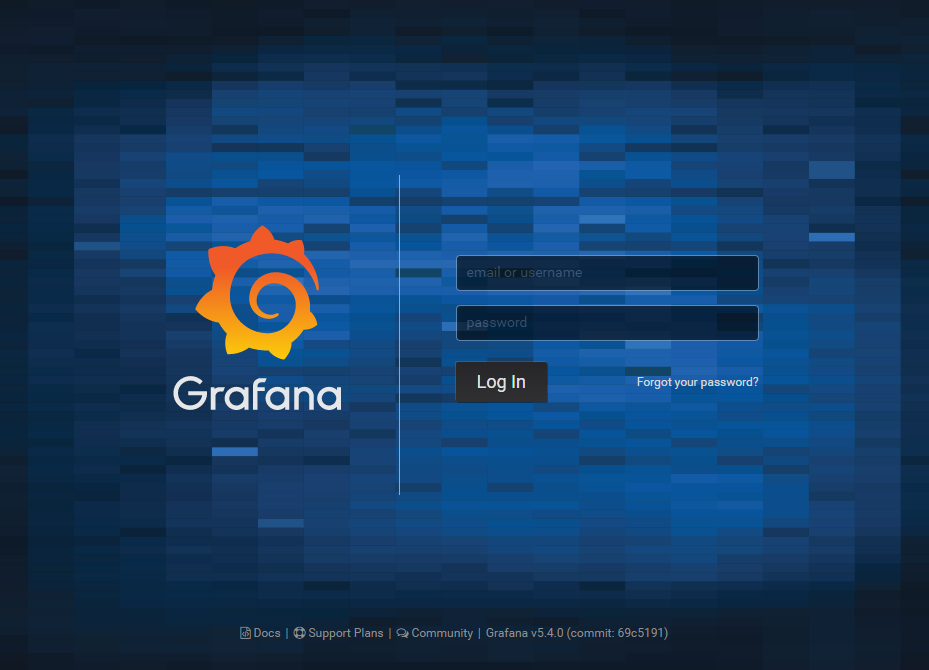 Grafana
email or username
password
Log In
Forgot your password?
Docs | Support Plans | Community | Grafana v5.4.0 (commit: 69c5191)